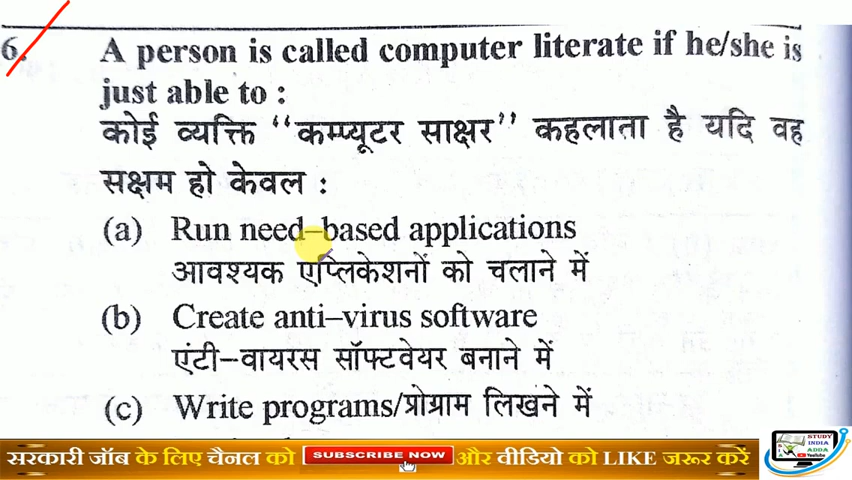 6. A person is called computer literate if he/she is
just able to :
कोई व्यक्ति “कम्प्यूटर साक्षर” कहलाता है यदि वह
सक्षम हो केवल :
(a) Run need–based applications
आवश्यक एप्लिकेशनों को चलाने में
(b) Create anti–virus software
एंटी–वायरस सॉफ्टवेयर बनाने में
(c) Write programs/प्रोग्राम लिखने में
सरकारी जॉब के लिए चैनल को SUBSCRIBE NOW और वीडियो को LIKE जरूर करें
STUDY
INDIA
ADDA
YouTube